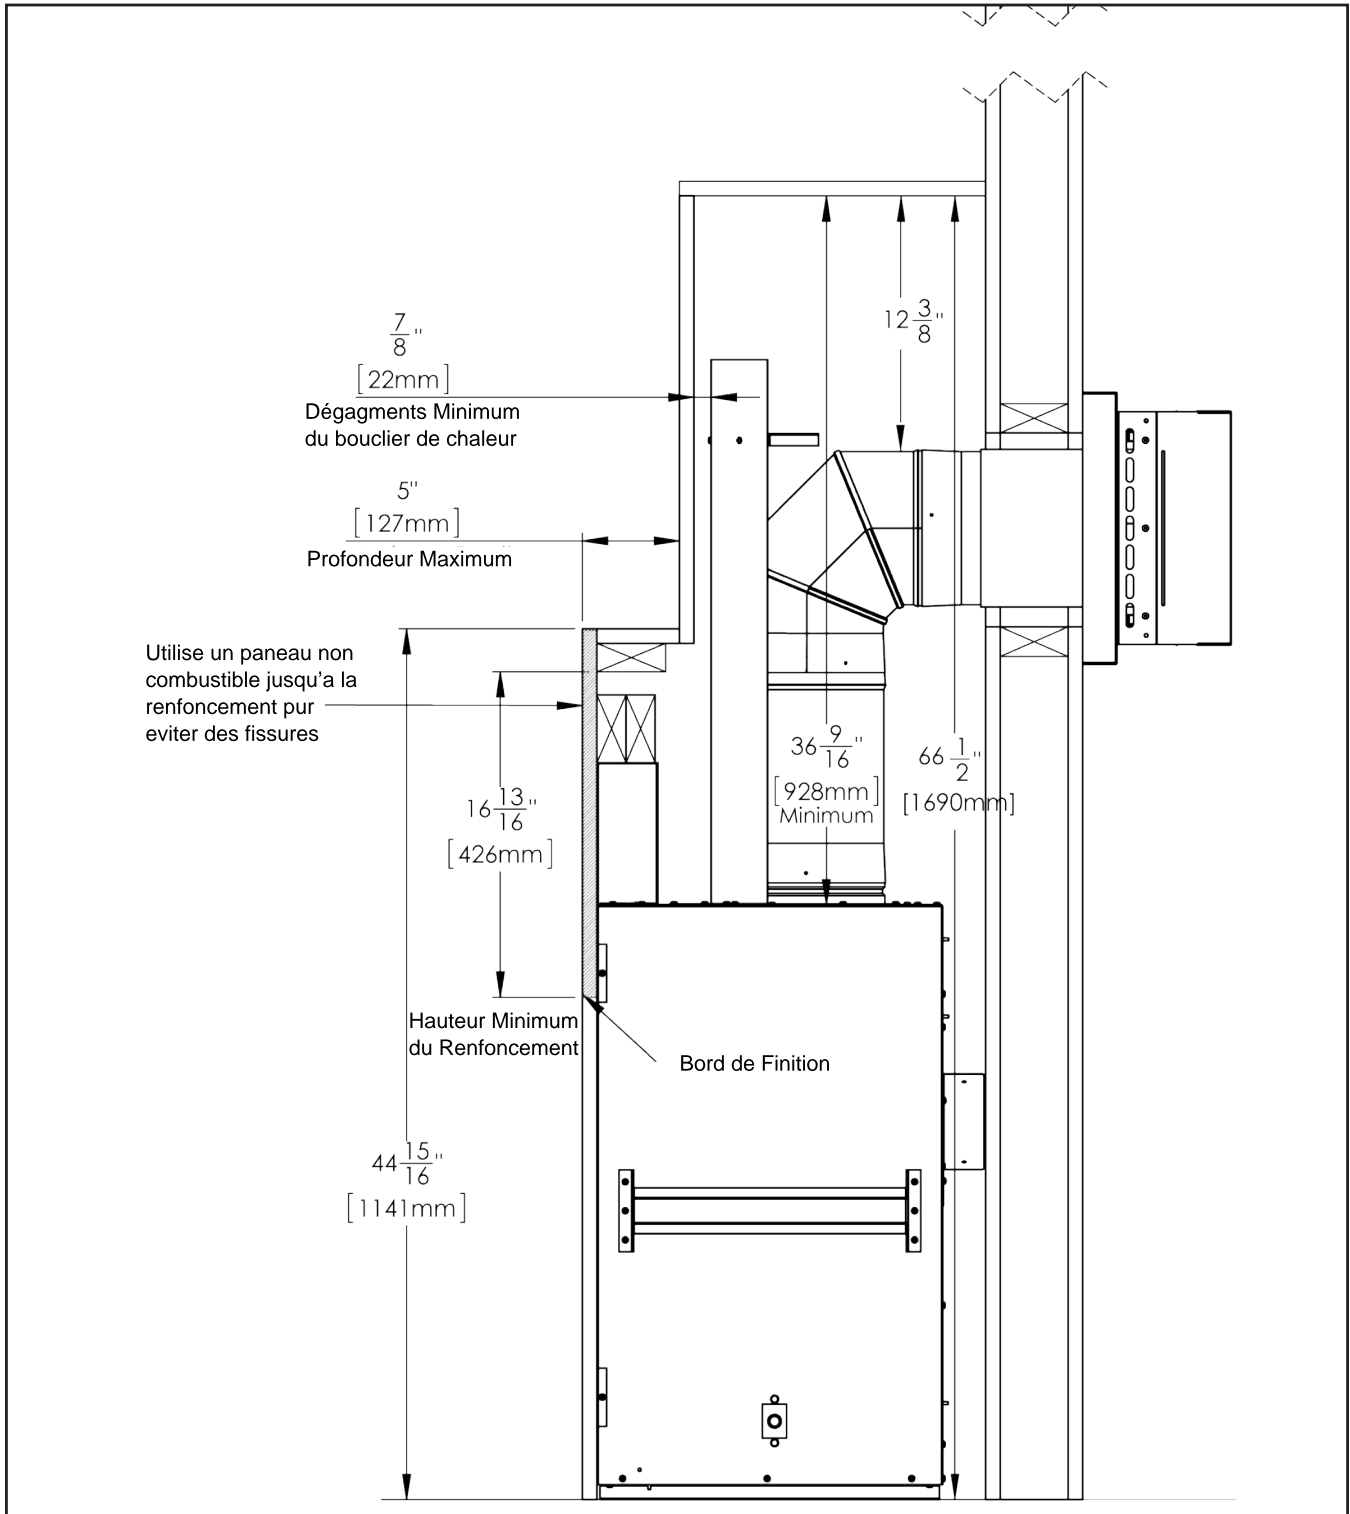 12 3/8"
7/8"
[22mm]
Dégagments Minimum
du bouclier de chaleur
5"
[127mm]
Profondeur Maximum
Utilise un paneau non
combustible jusqu'a la
renfoncement pur
eviter des fissures
36 9/16"
[928mm]
Minimum
66 1/2"
[1690mm]
16 13/16"
[426mm]
Hauteur Minimum
du Renfoncement
Bord de Finition
44 15/16"
[1141mm]